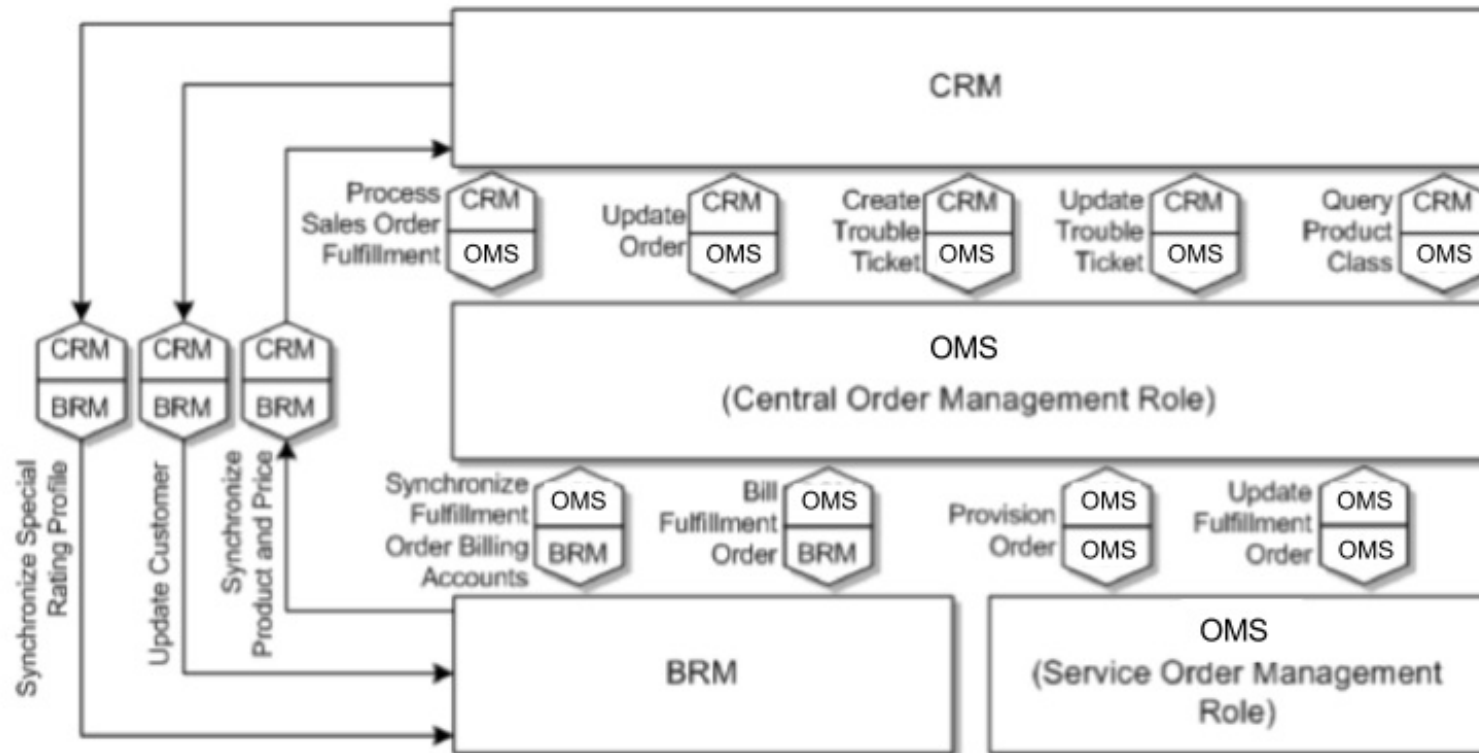 CRM
Process
Sales Order
Fulfillment
CRM
OMS
Update
Order
CRM
OMS
Create
Trouble
Ticket
CRM
OMS
Update
Trouble
Ticket
CRM
OMS
Query
Product
Class
CRM
OMS
CRM
BRM
CRM
BRM
CRM
BRM
OMS
(Central Order Management Role)
Synchronize Special
Rating Profile
Update Customer
Synchronize
Product and Price
Synchronize
Fulfillment
Order Billing
Accounts
OMS
BRM
Bill
Fulfillment
Order
OMS
BRM
Provision
Order
OMS
OMS
Update
Fulfillment
Order
OMS
OMS
BRM
OMS
(Service Order Management
Role)